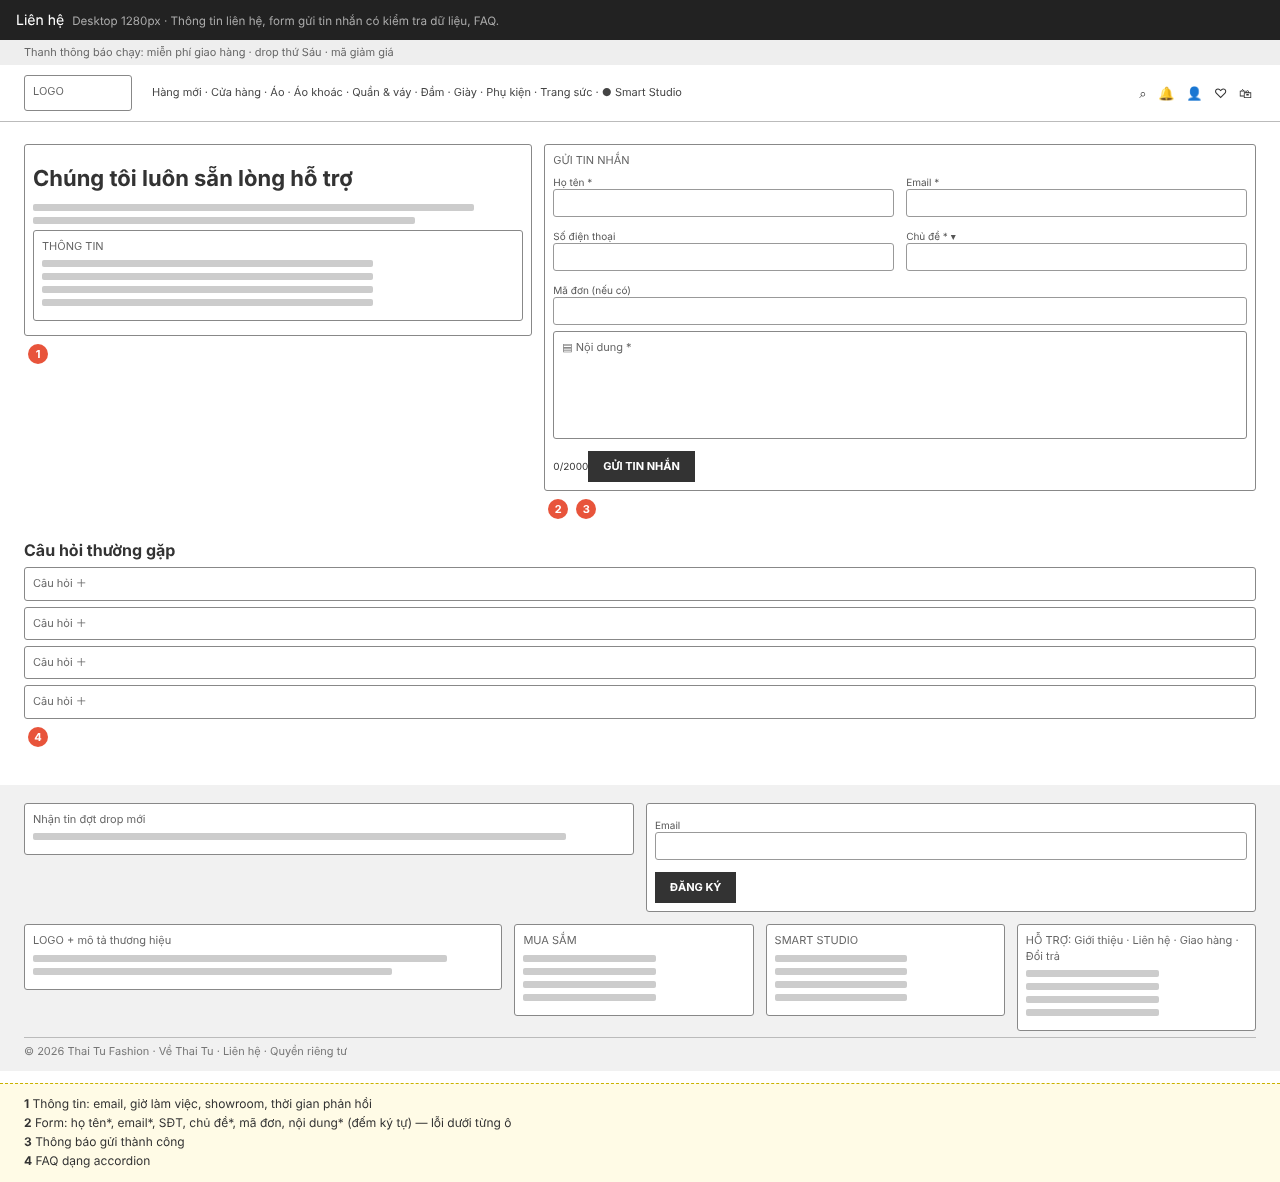 Liên hệ Desktop 1280px · Thông tin liên hệ, form gửi tin nhắn có kiểm tra dữ liệu, FAQ.
Thanh thông báo chạy: miễn phí giao hàng · drop thứ Sáu · mã giảm giá
LOGO
Hàng mới · Cửa hàng · Áo · Áo khoác · Quần & váy · Đầm · Giày · Phụ kiện · Trang sức · ● Smart Studio
Chúng tôi luôn sẵn lòng hỗ trợ
THÔNG TIN
1
GỬI TIN NHẮN
Họ tên *
Email *
Số điện thoại
Chủ đề * ▾
Mã đơn (nếu có)
▤ Nội dung *
0/2000
GỬI TIN NHẮN
2 3
Câu hỏi thường gặp
Câu hỏi +
Câu hỏi +
Câu hỏi +
Câu hỏi +
4
Nhận tin đợt drop mới
Email
ĐĂNG KÝ
LOGO + mô tả thương hiệu
MUA SẮM
SMART STUDIO
HỖ TRỢ: Giới thiệu · Liên hệ · Giao hàng ·
Đổi trả
© 2026 Thai Tu Fashion · Về Thai Tu · Liên hệ · Quyền riêng tư
1 Thông tin: email, giờ làm việc, showroom, thời gian phản hồi
2 Form: họ tên*, email*, SĐT, chủ đề*, mã đơn, nội dung* (đếm ký tự) — lỗi dưới từng ô
3 Thông báo gửi thành công
4 FAQ dạng accordion